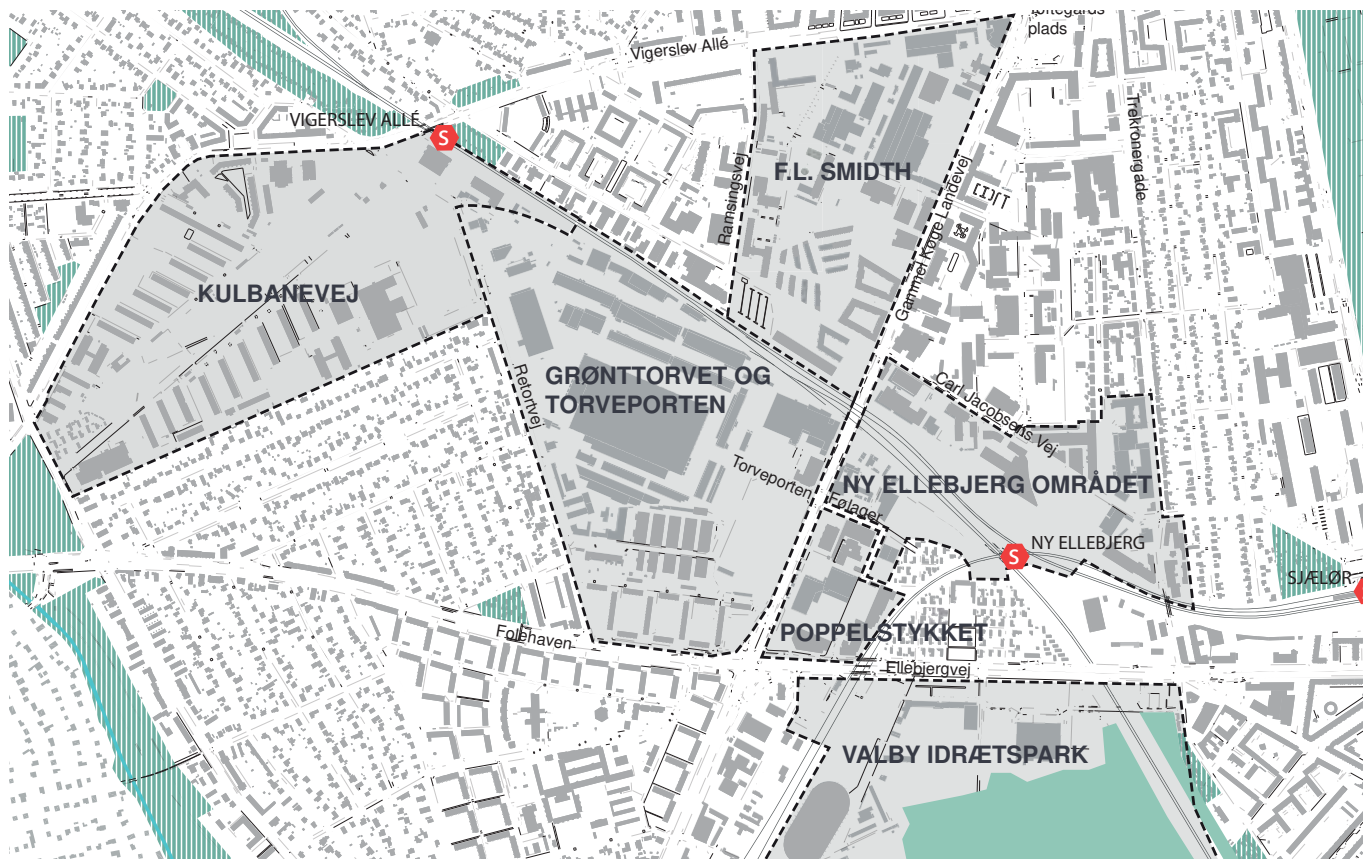 plads
Vigerslev Allé
VIGERSLEV ALLÉ
S
F.L. SMIDTH
Ramsingsvej
Gammel Køge Landevej
Trekronergade
KULBANEVEJ
GRØNTTORVET OG
TORVEPORTEN
Retortvej
Carl Jacobsens Vej
Torveporten
Følager
NY ELLEBJERG OMRÅDET
S
NY ELLEBJERG
SJÆLØR
POPPELSTYKKET
Folehaven
Ellebjergvej
VALBY IDRÆTSPARK